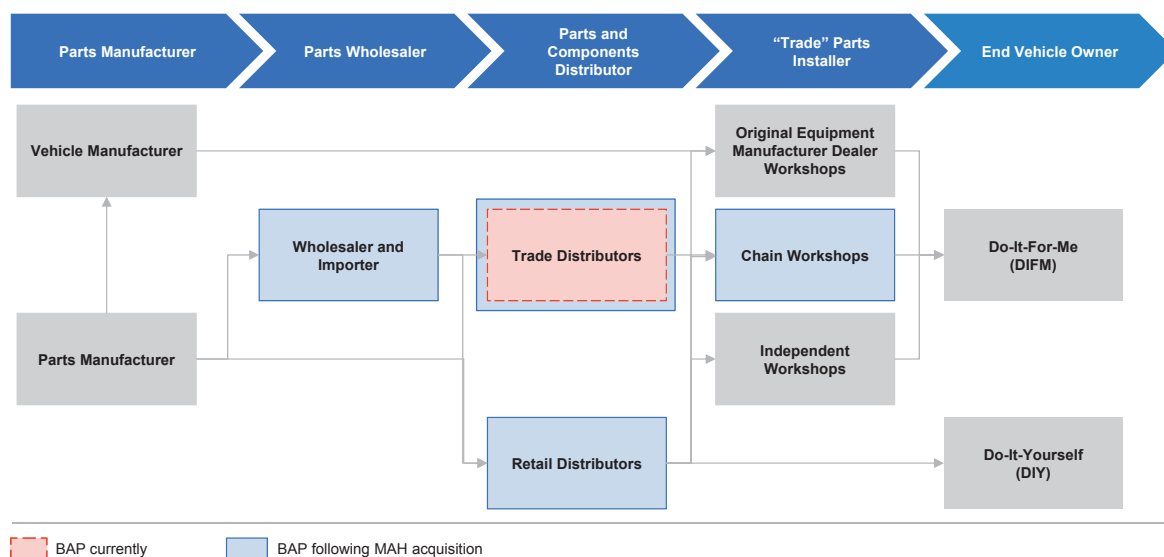 Parts Manufacturer
Parts Wholesaler
Parts and
Components
Distributor
“Trade” Parts
Installer
End Vehicle Owner
Vehicle Manufacturer
Original Equipment
Manufacturer Dealer
Workshops
Wholesaler and
Importer
Trade Distributors
Chain Workshops
Do-It-For-Me
(DIFM)
Parts Manufacturer
Independent
Workshops
Retail Distributors
Do-It-Yourself
(DIY)
BAP currently
BAP following MAH acquisition